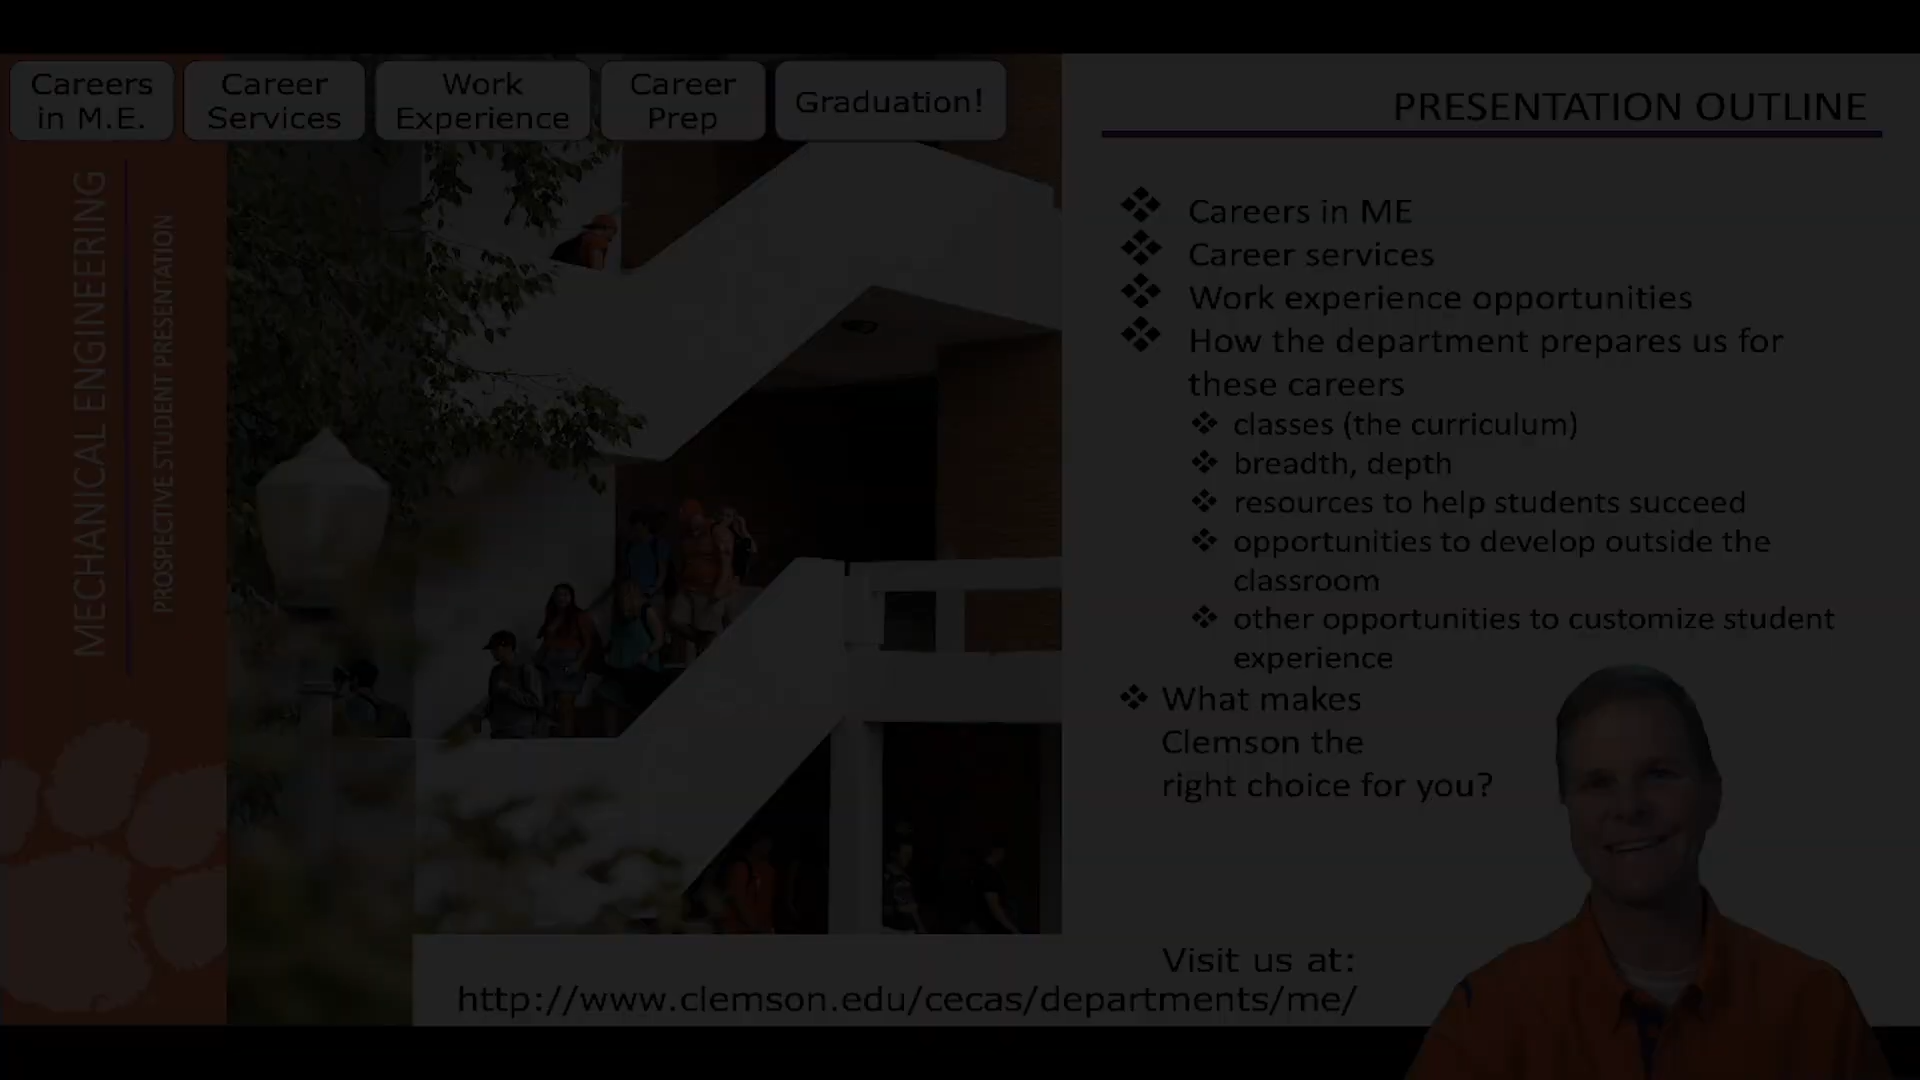 Careers
in M.E.
Career
Services
Work
Experience
Career
Prep
Graduation!
MECHANICAL ENGINEERING
PROSPECTIVE STUDENT PRESENTATION
PRESENTATION OUTLINE
❖ Careers in ME
❖ Career services
❖ Work experience opportunities
❖ How the department prepares us for
these careers
❖ classes (the curriculum)
❖ breadth, depth
❖ resources to help students succeed
❖ opportunities to develop outside the
classroom
❖ other opportunities to customize student
experience
❖ What makes
Clemson the
right choice for you?
Visit us at:
http://www.clemson.edu/cecas/departments/me/